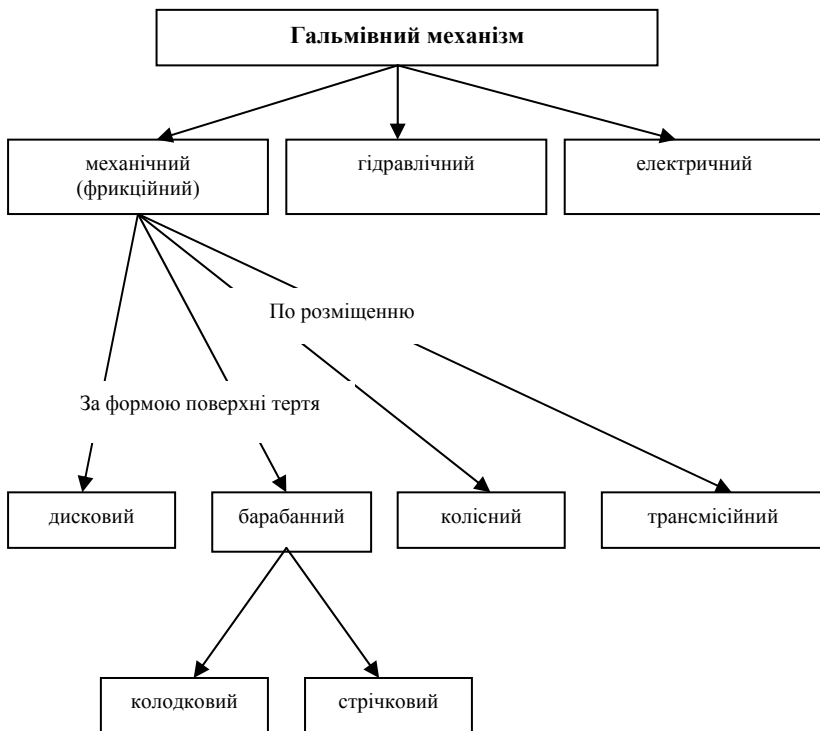 Гальмівний механізм
механічний
(фрикційний)
гідравлічний
електричний
По розміщенню
За формою поверхні тертя
дисковий
барабанний
колісний
трансмісійний
колодковий
стрічковий